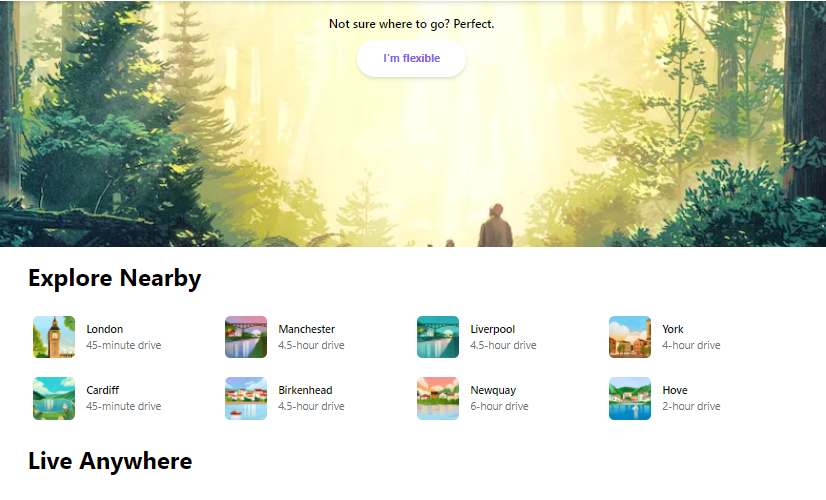 Not sure where to go? Perfect.
I'm flexible
Explore Nearby
London
45-minute drive
Manchester
4.5-hour drive
Liverpool
4.5-hour drive
York
4-hour drive
Cardiff
45-minute drive
Birkenhead
4.5-hour drive
Newquay
6-hour drive
Hove
2-hour drive
Live Anywhere